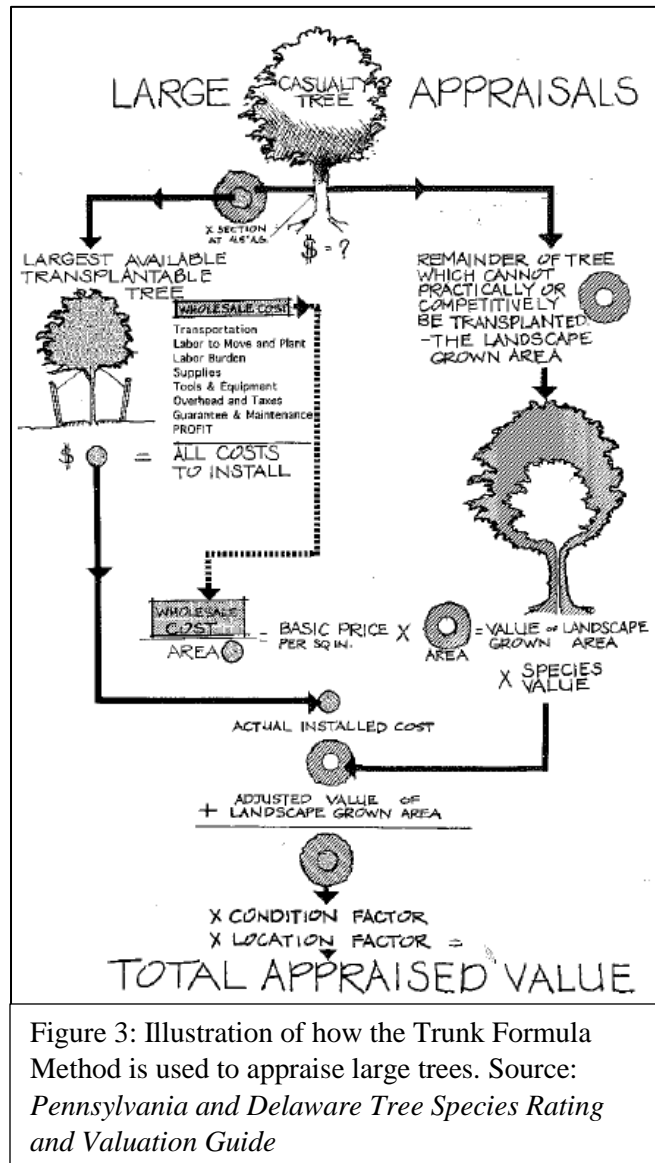 LARGE CASUALTY TREE APPRAISALS
X SECTION
AT 4.5' A.G.
$ = ?
LARGEST AVAILABLE
TRANSPLANTABLE
TREE
WHOLESALE COST
Transportation
Labor to Move and Plant
Labor Burden
Supplies
Tools & Equipment
Overhead and Taxes
Guarantee & Maintenance
PROFIT
$ = ALL COSTS
TO INSTALL
REMAINDER OF TREE
WHICH CANNOT
PRACTICALLY OR
COMPETITIVELY
BE TRANSPLANTED.
-THE LANDSCAPE
GROWN AREA
WHOLESALE
COST
AREA
= BASIC PRICE
PER SQ IN.
X
AREA
= VALUE OF LANDSCAPE
GROWN AREA
X SPECIES
VALUE
ACTUAL INSTALLED COST
+ ADJUSTED VALUE OF
LANDSCAPE GROWN AREA
X CONDITION FACTOR
X LOCATION FACTOR =
TOTAL APPRAISED VALUE
Figure 3: Illustration of how the Trunk Formula
Method is used to appraise large trees. Source:
Pennsylvania and Delaware Tree Species Rating
and Valuation Guide